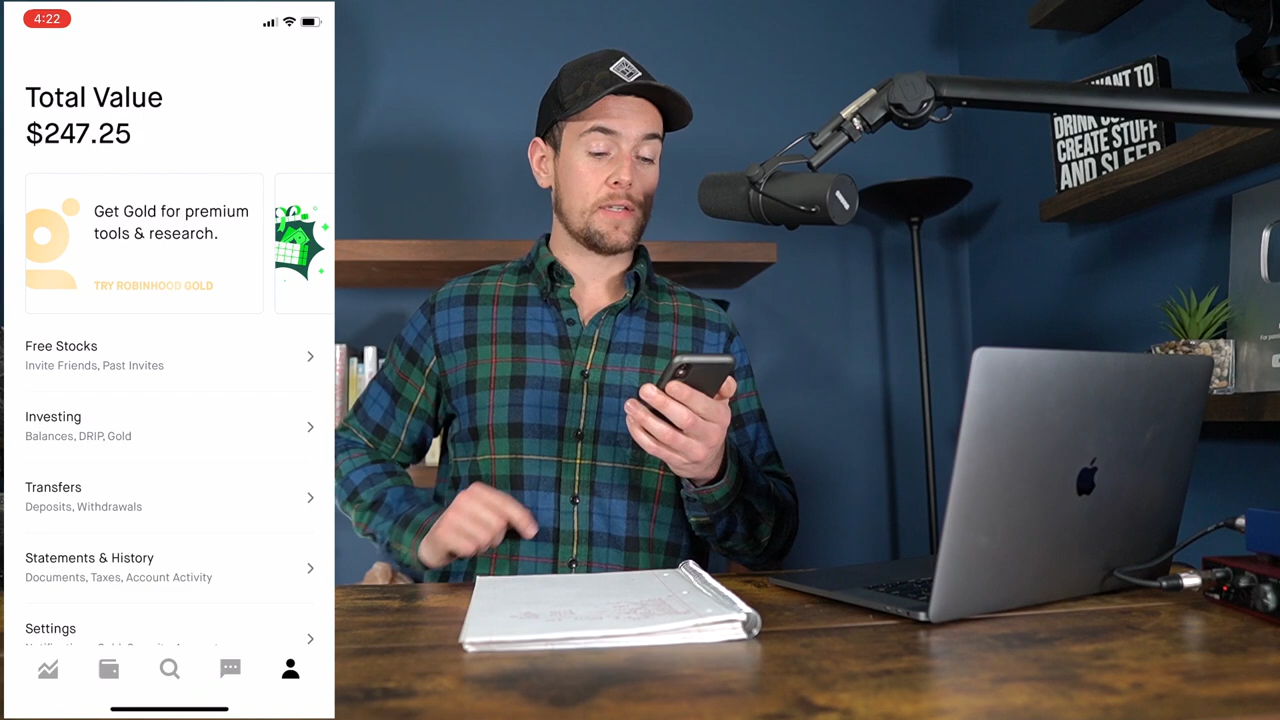 4:22
Total Value
$247.25
Get Gold for premium
tools & research.
TRY ROBINHOOD GOLD
Free Stocks
Invite Friends, Past Invites
Investing
Balances, DRIP, Gold
Transfers
Deposits, Withdrawals
Statements & History
Documents, Taxes, Account Activity
Settings
WANT TO
DRINK
CREATE STUFF
AND SLEEP